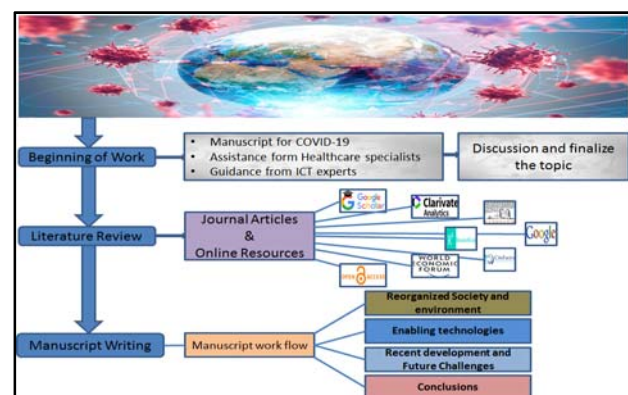 Beginning of Work
• Manuscript for COVID-19
• Assistance form Healthcare specialists
• Guidance from ICT experts
Discussion and finalize
the topic
Literature Review
Journal Articles
&
Online Resources
Google
Scholar
Clarivate
Analytics
Google
WORLD
ECONOMIC
FORUM
OPEN ACCESS
Manuscript Writing
Manuscript work flow
Reorganized Society and
environment
Enabling technologies
Recent development and
Future Challenges
Conclusions